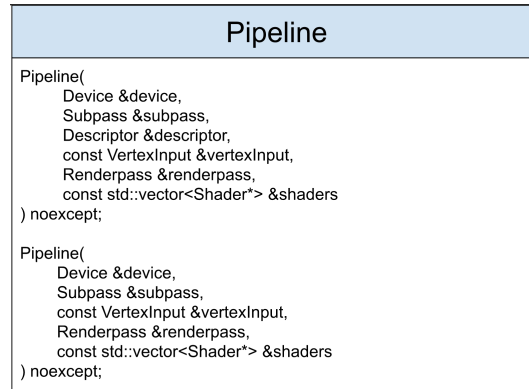 Pipeline
Pipeline(
Device &device,
Subpass &subpass,
Descriptor &descriptor,
const VertexInput &vertexInput,
Renderpass &renderpass,
const std::vector<Shader*> &shaders
) noexcept;
Pipeline(
Device &device,
Subpass &subpass,
const VertexInput &vertexInput,
Renderpass &renderpass,
const std::vector<Shader*> &shaders
) noexcept;